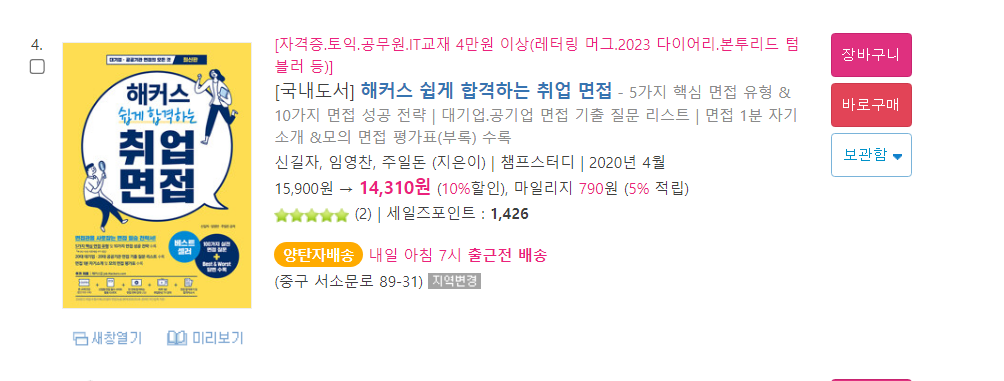 4.
[자격증.토익.공무원.IT교재 4만원 이상(레터링 머그.2023 다이어리.본투리드 텀
블러 등)]
[국내도서] 해커스 쉽게 합격하는 취업 면접 - 5가지 핵심 면접 유형 &
10가지 면접 성공 전략 | 대기업.공기업 면접 기출 질문 리스트 | 면접 1분 자기
소개 &모의 면접 평가표(부록) 수록
신길자, 임영찬, 주일돈 (지은이) | 챔프스터디 | 2020년 4월
15,900원 → 14,310원 (10%할인), 마일리지 790원 (5% 적립)
(2) | 세일즈포인트 : 1,426
양탄자배송 내일 아침 7시 출근전 배송
(중구 서소문로 89-31) 지역변경
장바구니
바로구매
보관함
대기업·공공기관 면접의 모든 것 최신판
해커스
쉽게 합격하는
취업
면접
베스트
셀러
Best & Worst
답변 수록
새창열기 미리보기